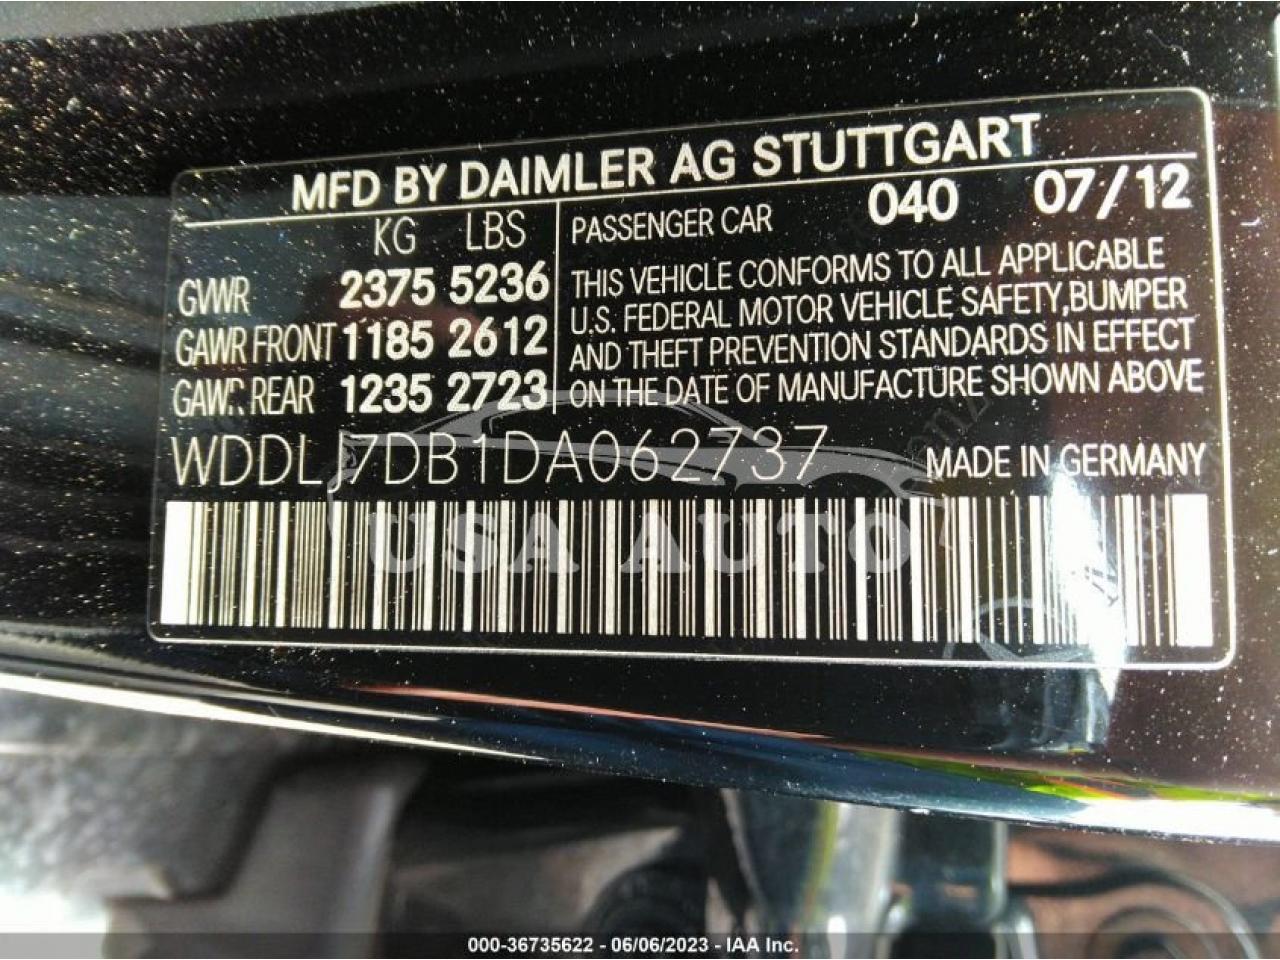 MFD BY DAIMLER AG STUTTGART
KG LBS
PASSENGER CAR 040 07/12
GVWR 2375 5236
GAWR FRONT 1185 2612
GAWR REAR 1235 2723
THIS VEHICLE CONFORMS TO ALL APPLICABLE
U.S. FEDERAL MOTOR VEHICLE SAFETY,BUMPER
AND THEFT PREVENTION STANDARDS IN EFFECT
ON THE DATE OF MANUFACTURE SHOWN ABOVE
WDDLJ7DB1DA062737 MADE IN GERMANY
USA AUTO
000-36735622 - 06/06/2023 - IAA Inc.